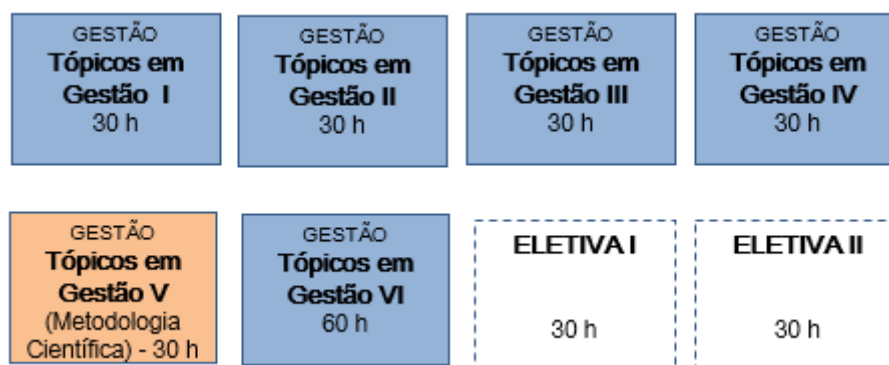 GESTÃO
Tópicos em
Gestão I
30 h
GESTÃO
Tópicos em
Gestão II
30 h
GESTÃO
Tópicos em
Gestão III
30 h
GESTÃO
Tópicos em
Gestão IV
30 h
GESTÃO
Tópicos em
Gestão V
(Metodologia
Científica) - 30 h
GESTÃO
Tópicos em
Gestão VI
60 h
ELETIVA I
30 h
ELETIVA II
30 h